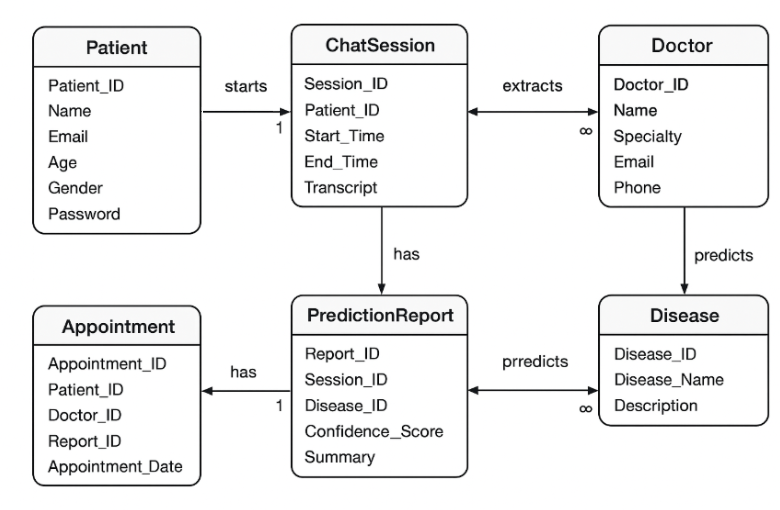 Patient
Patient_ID
Name
Email
Age
Gender
Password
starts
1
ChatSession
Session_ID
Patient_ID
Start_Time
End_Time
Transcript
extracts
∞
Doctor
Doctor_ID
Name
Specialty
Email
Phone
has
predicts
Appointment
Appointment_ID
Patient_ID
Doctor_ID
Report_ID
Appointment_Date
has
1
PredictionReport
Report_ID
Session_ID
Disease_ID
Confidence_Score
Summary
prredicts
∞
Disease
Disease_ID
Disease_Name
Description